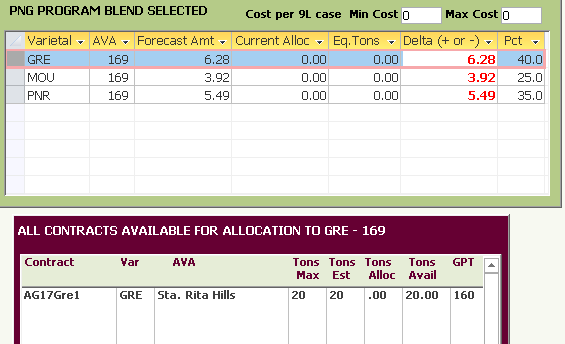 PNG PROGRAM BLEND SELECTED Cost per 9L case Min Cost 0 Max Cost 0
Varietal AVA Forecast Amt Current Alloc Eq.Tons Delta (+ or -) Pct
GRE 169 6.28 0.00 0.00 6.28 40.0
MOU 169 3.92 0.00 0.00 3.92 25.0
PNR 169 5.49 0.00 0.00 5.49 35.0
ALL CONTRACTS AVAILABLE FOR ALLOCATION TO GRE - 169
Contract Var AVA Tons Tons Tons Tons GPT
Max Est Alloc Avail
AG17Gre1 GRE Sta. Rita Hills 20 20 .00 20.00 160